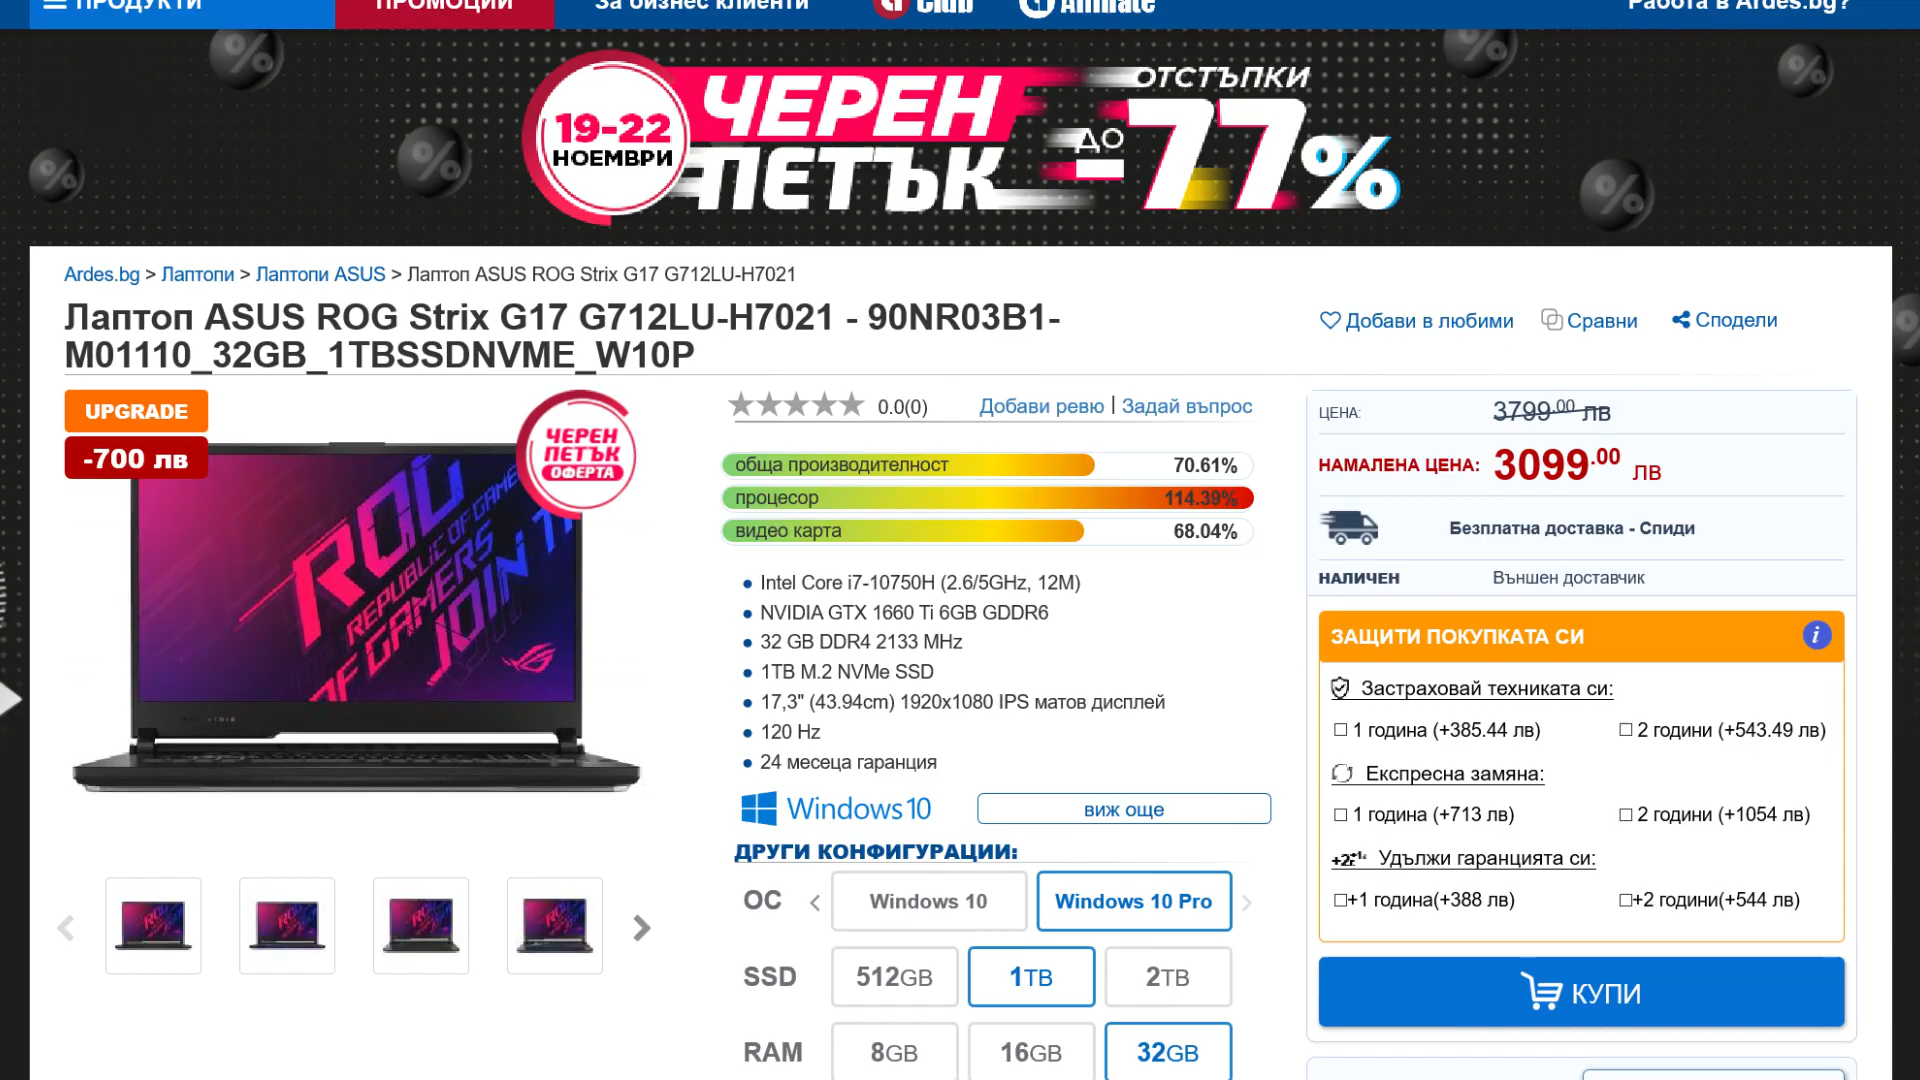 ПРОДУКТИ
ПРОМОЦИИ
За бизнес клиенти
Club
Affiliate
Работа в Ardes.bg?
19-22
НОЕМВРИ
ЧЕРЕН
ПЕТЪК
ОТСТЪПКИ
ДО
-77%
Ardes.bg > Лаптопи > Лаптопи ASUS > Лаптоп ASUS ROG Strix G17 G712LU-H7021
Лаптоп ASUS ROG Strix G17 G712LU-H7021 - 90NR03B1-
M01110_32GB_1TBSSDNVME_W10P
Добави в любими
Сравни
Сподели
UPGRADE
-700 лв
ЧЕРЕН
ПЕТЪК
ОФЕРТА
ROG
REPUBLIC OF GAMERS
OF GAMERS
JOIN
0.0(0)
Добави ревю | Задай въпрос
обща производителност 70.61%
процесор 114.39%
видео карта 68.04%
Intel Core i7-10750H (2.6/5GHz, 12M)
NVIDIA GTX 1660 Ti 6GB GDDR6
32 GB DDR4 2133 MHz
1TB M.2 NVMe SSD
17,3" (43.94cm) 1920x1080 IPS матов дисплей
120 Hz
24 месеца гаранция
Windows 10
виж още
ДРУГИ КОНФИГУРАЦИИ:
ОС Windows 10 Windows 10 Pro
SSD 512GB 1TB 2TB
RAM 8GB 16GB 32GB
ЦЕНА: 3799.00 ЛВ
НАМАЛЕНА ЦЕНА: 3099.00 ЛВ
Безплатна доставка - Спиди
НАЛИЧЕН Външен доставчик
ЗАЩИТИ ПОКУПКАТА СИ
i
Застраховай техниката си:
1 година (+385.44 лв) 2 години (+543.49 лв)
Експресна замяна:
1 година (+713 лв) 2 години (+1054 лв)
Удължи гаранцията си:
+1 година(+388 лв) +2 години(+544 лв)
КУПИ